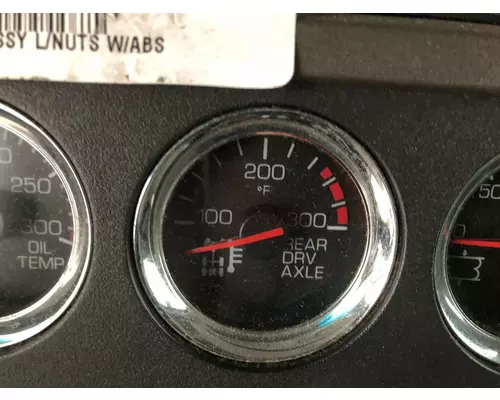 SSY L/NUTS W/ABS
250
300
OIL
TEMP
100
200
°F
300
REAR
DRV
AXLE
50